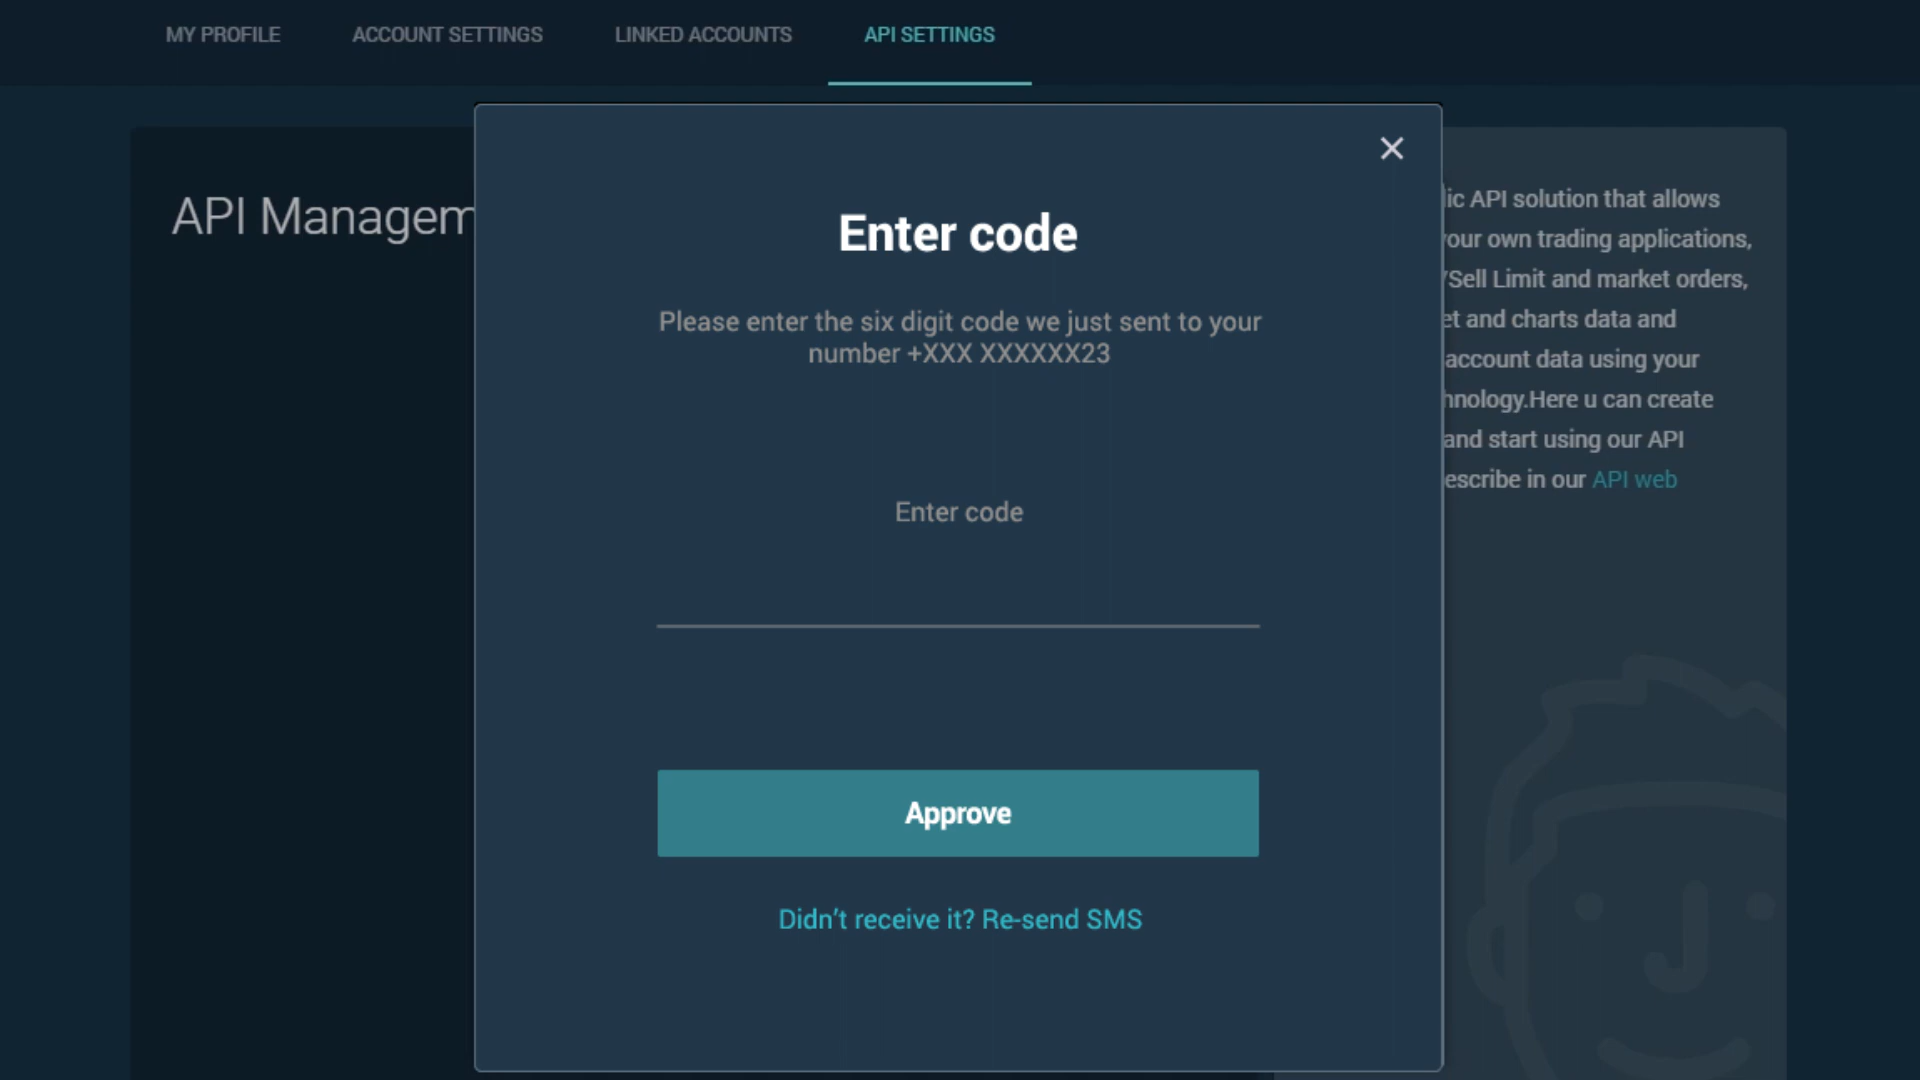 MY PROFILE
ACCOUNT SETTINGS
LINKED ACCOUNTS
API SETTINGS
API Managem
Enter code
Please enter the six digit code we just sent to your
number +XXX XXXXXX23
Enter code
Approve
Didn't receive it? Re-send SMS
lic API solution that allows
our own trading applications,
/Sell Limit and market orders,
et and charts data and
account data using your
hnology.Here u can create
and start using our API
escribe in our API web